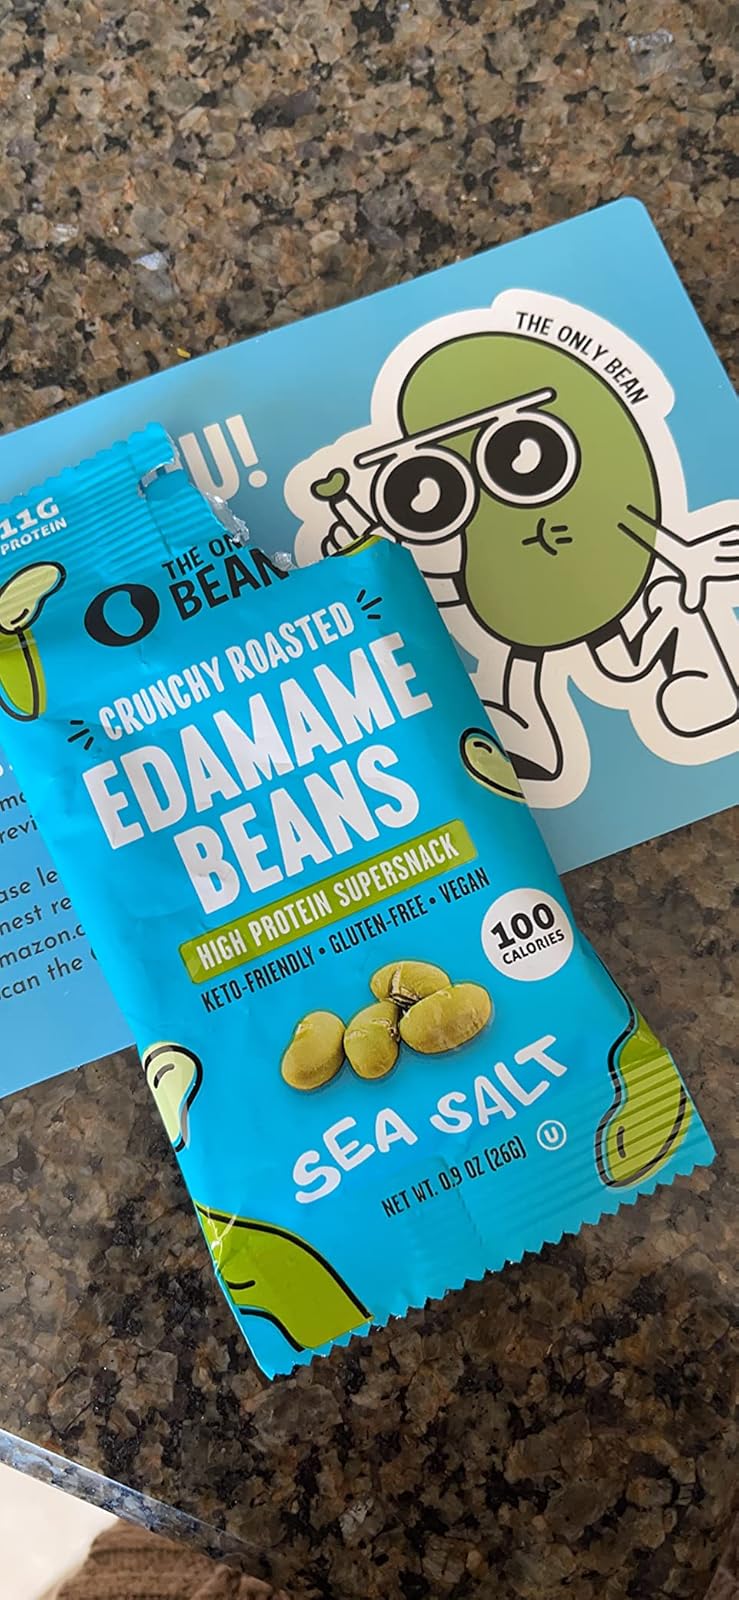 THE ONLY BEAN
U!
11G
PROTEIN
THE ON
BEAN
CRUNCHY ROASTED
EDAMAME
BEANS
HIGH PROTEIN SUPERSNACK
KETO-FRIENDLY • GLUTEN-FREE • VEGAN
100
CALORIES
SEA SALT
NET WT. 0.9 OZ (26G)
U